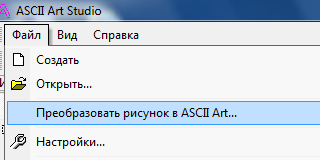 ASCII Art Studio
Файл Вид Справка
Создать
Открыть...
Преобразовать рисунок в ASCII Art...
Настройки...